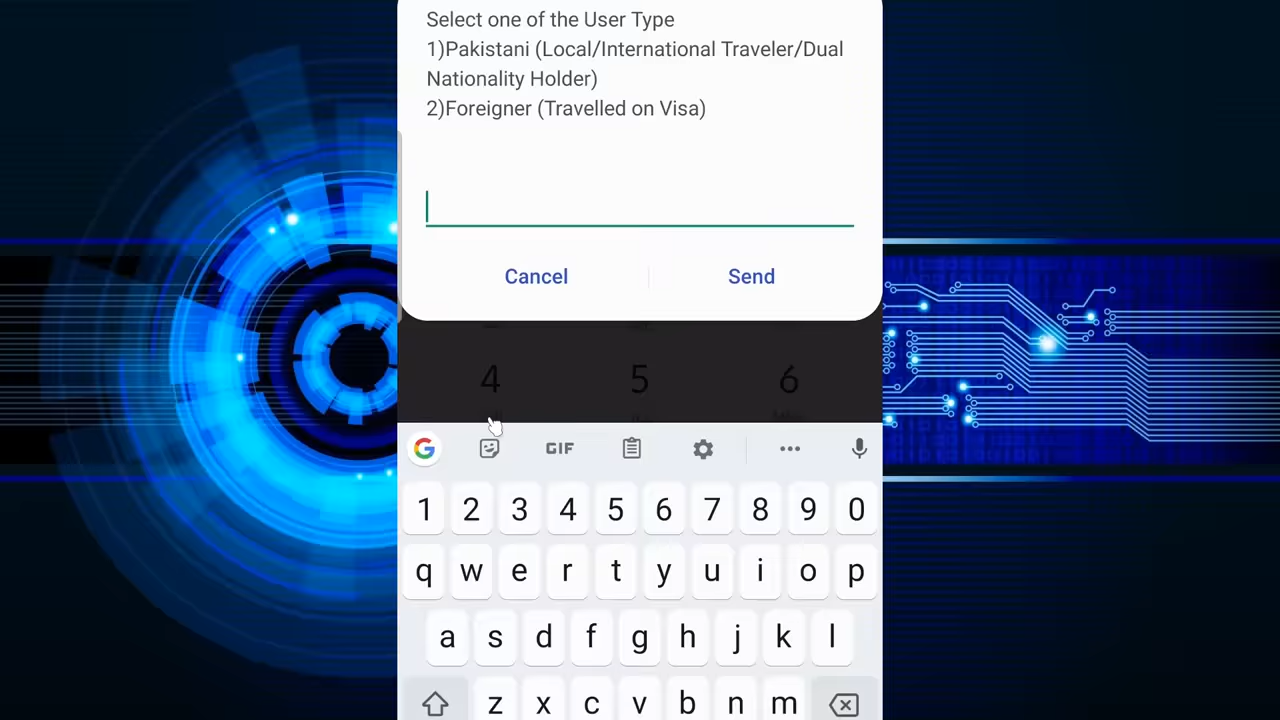 Select one of the User Type
1)Pakistani (Local/International Traveler/Dual
Nationality Holder)
2)Foreigner (Travelled on Visa)
Cancel
Send
4 5 6
GIF
1 2 3 4 5 6 7 8 9 0
q w e r t y u i o p
a s d f g h j k l
z x c v b n m